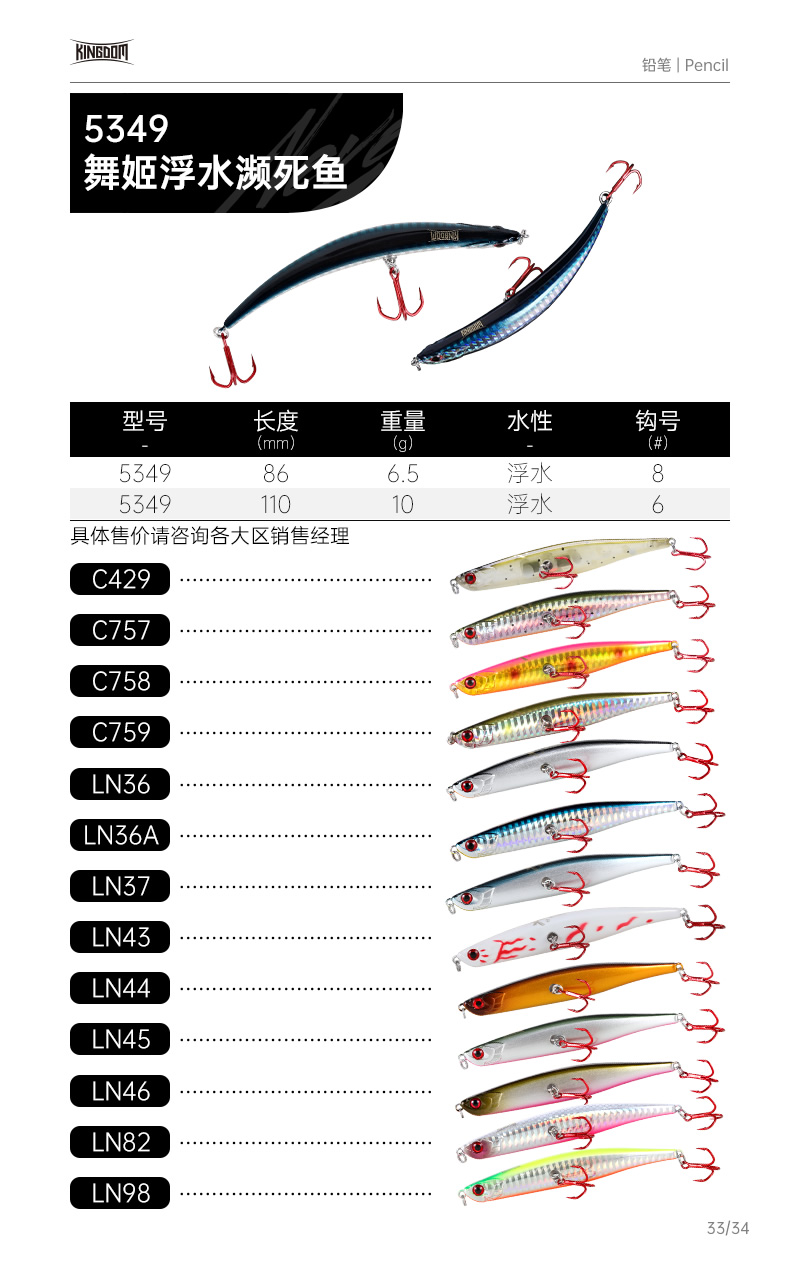 KINGDOM
铅笔 | Pencil
5349
舞姬浮水濒死鱼
KINGDOM
KINGDOM
型号 长度 重量 水性 钩号
- (mm) (g) - (#)
5349 86 6.5 浮水 8
5349 110 10 浮水 6
具体售价请咨询各大区销售经理
C429
C757
C758
C759
LN36
LN36A
LN37
LN43
LN44
LN45
LN46
LN82
LN98
33/34